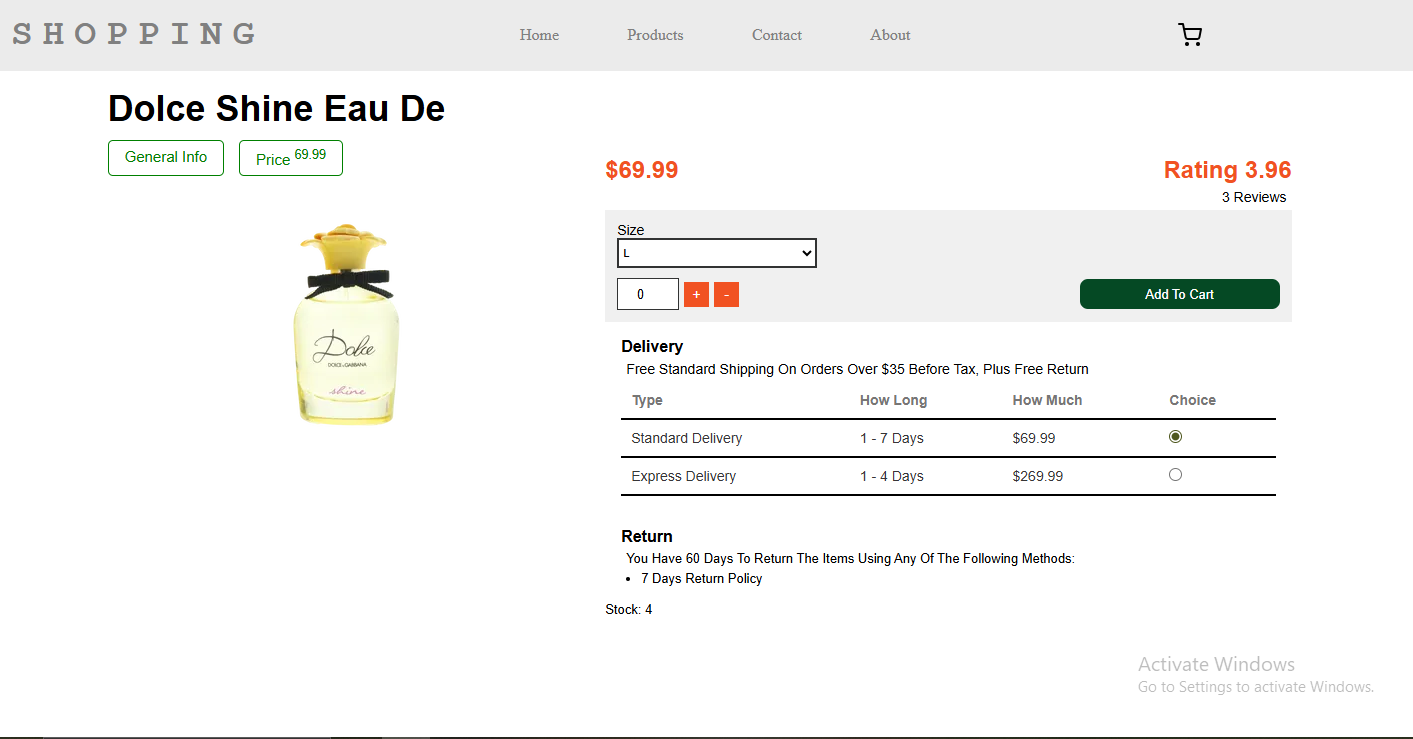 SHOPPING
Home Products Contact About
Dolce Shine Eau De
General Info Price 69.99
$69.99 Rating 3.96
3 Reviews
Size
L
0 + - Add To Cart
Dolce
DOLCE & GABBANA
shine
Delivery
Free Standard Shipping On Orders Over $35 Before Tax, Plus Free Return
Type How Long How Much Choice
Standard Delivery 1 - 7 Days $69.99
Express Delivery 1 - 4 Days $269.99
Return
You Have 60 Days To Return The Items Using Any Of The Following Methods:
• 7 Days Return Policy
Stock: 4
Activate Windows
Go to Settings to activate Windows.